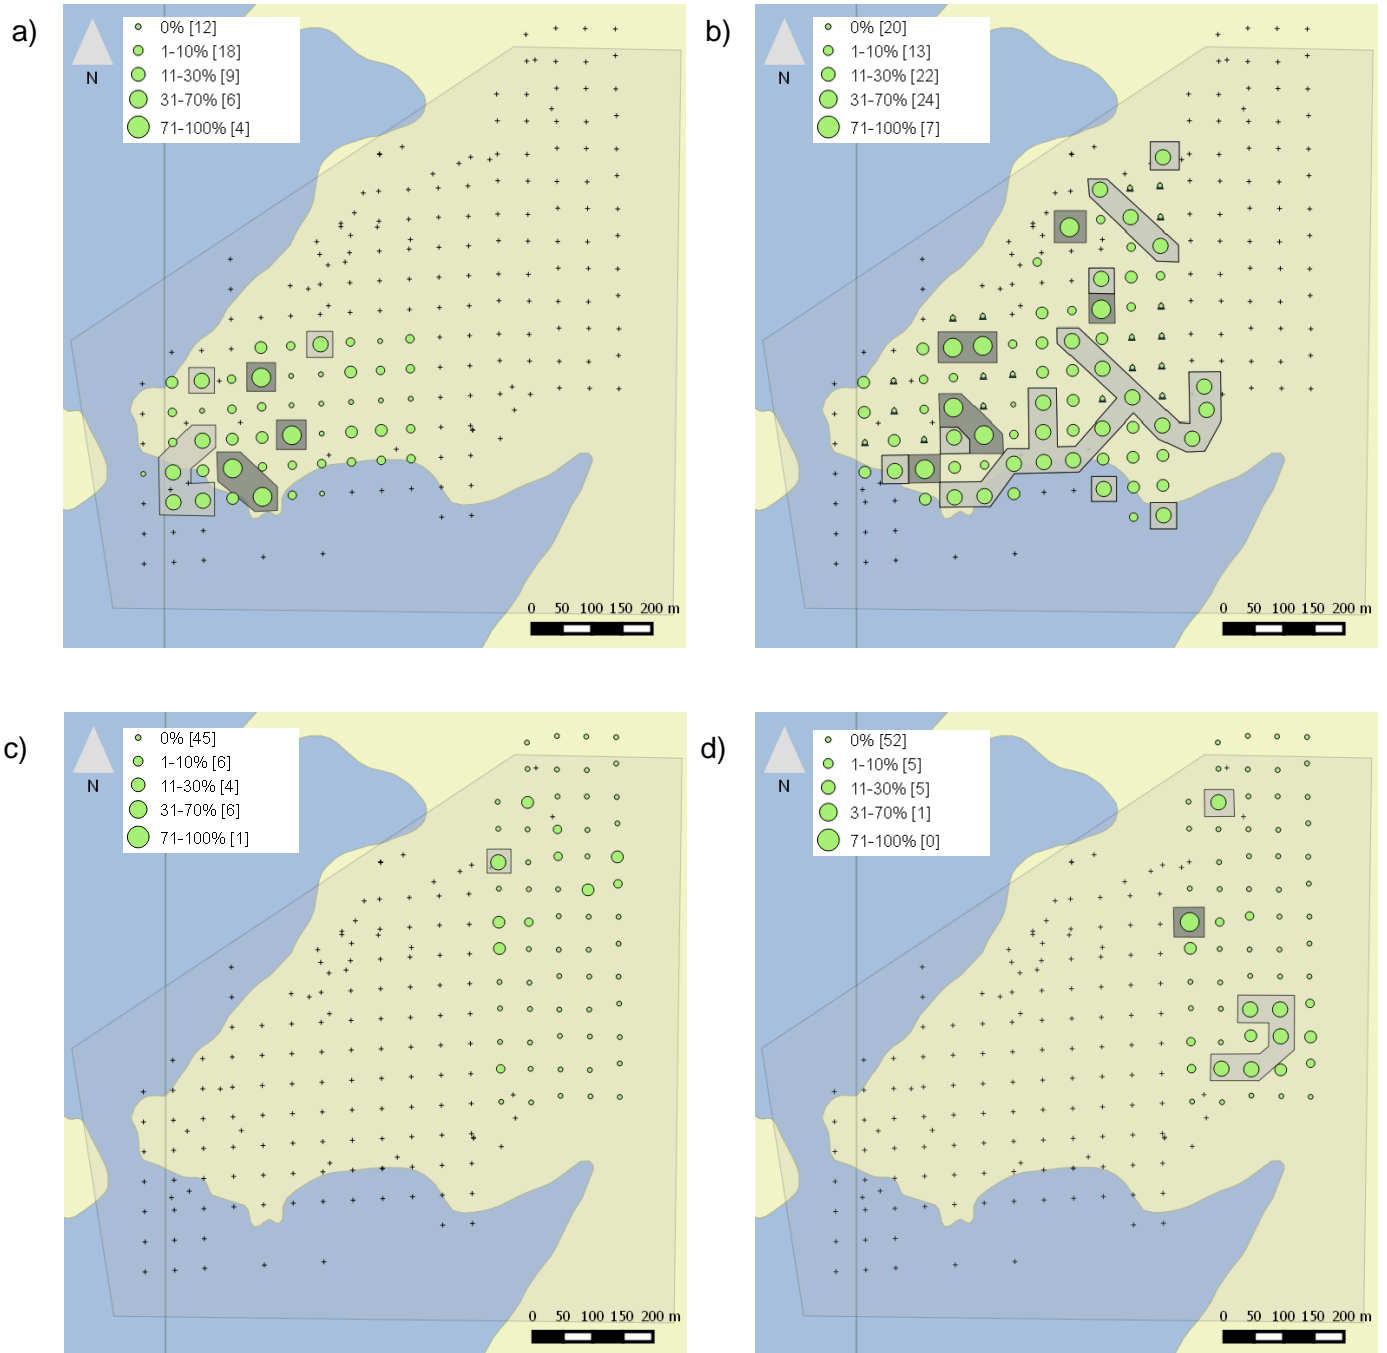 a)
N
0% [12]
1-10% [18]
11-30% [9]
31-70% [6]
71-100% [4]
0 50 100 150 200 m
b)
N
0% [20]
1-10% [13]
11-30% [22]
31-70% [24]
71-100% [7]
0 50 100 150 200 m
c)
N
0% [45]
1-10% [6]
11-30% [4]
31-70% [6]
71-100% [1]
0 50 100 150 200 m
d)
N
0% [52]
1-10% [5]
11-30% [5]
31-70% [1]
71-100% [0]
0 50 100 150 200 m